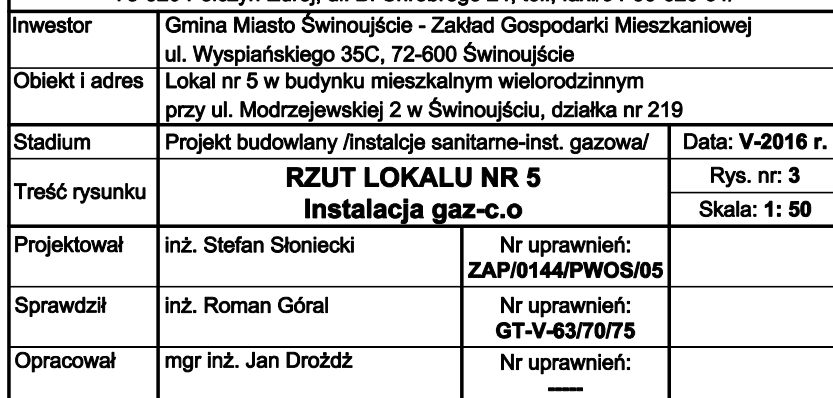 Inwestor Gmina Miasto Świnoujście - Zakład Gospodarki Mieszkaniowej
ul. Wyspiańskiego 35C, 72-600 Świnoujście
Obiekt i adres Lokal nr 5 w budynku mieszkalnym wielorodzinnym
przy ul. Modrzejewskiej 2 w Świnoujściu, działka nr 219
Stadium Projekt budowlany /instalcje sanitarne-inst. gazowa/ Data: V-2016 r.
Treść rysunku RZUT LOKALU NR 5 Rys. nr: 3
Instalacja gaz-c.o Skala: 1: 50
Projektował inż. Stefan Słoniecki Nr uprawnień:
ZAP/0144/PWOS/05
Sprawdził inż. Roman Góral Nr uprawnień:
GT-V-63/70/75
Opracował mgr inż. Jan Drożdż Nr uprawnień:
-----